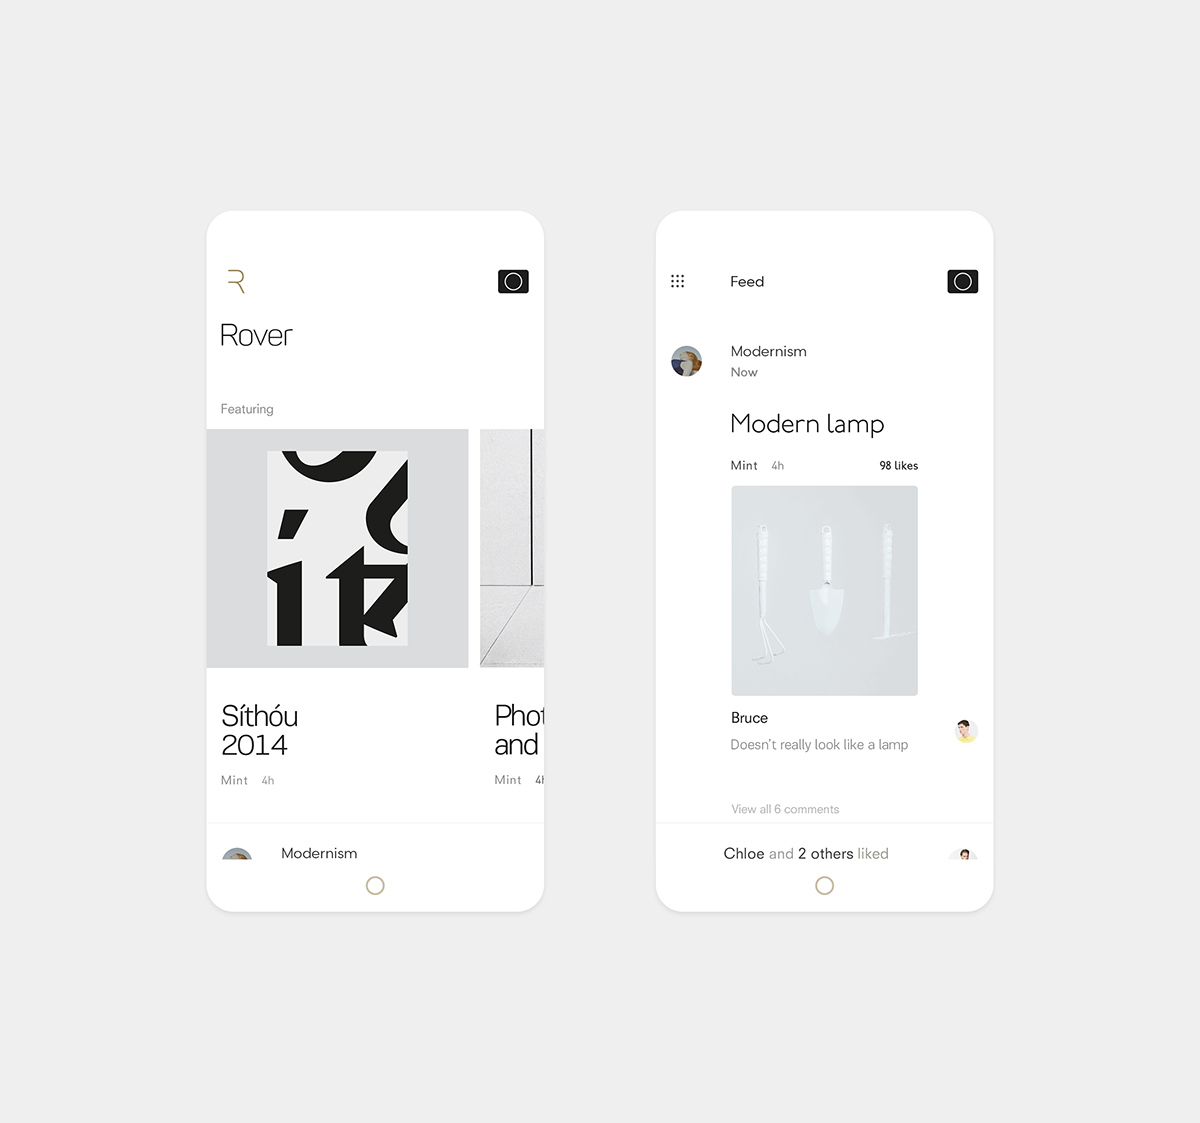 R
Rover
Featuring
Síthóu
2014
Mint 4h
Phot
and
Mint 4h
Modernism
Feed
Modernism
Now
Modern lamp
Mint 4h 98 likes
Bruce
Doesn't really look like a lamp
View all 6 comments
Chloe and 2 others liked